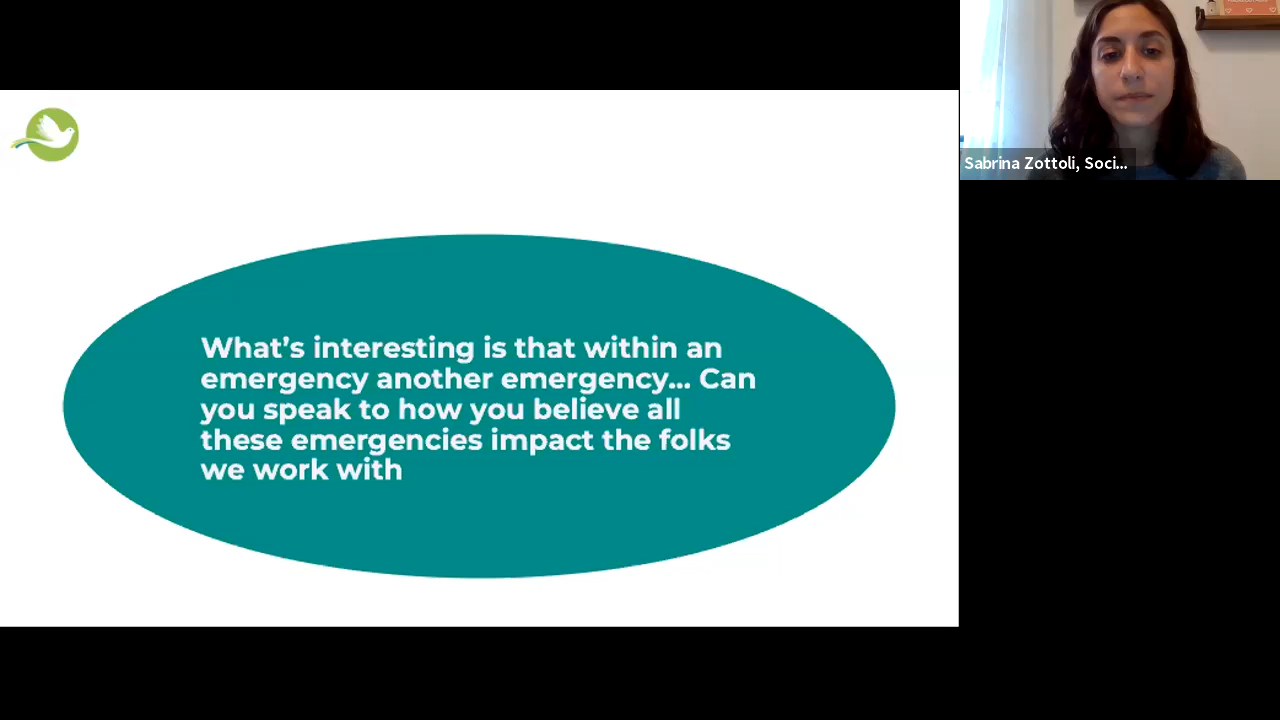 What's interesting is that within an
emergency another emergency... Can
you speak to how you believe all
these emergencies impact the folks
we work with
Sabrina Zottoli, Soci...